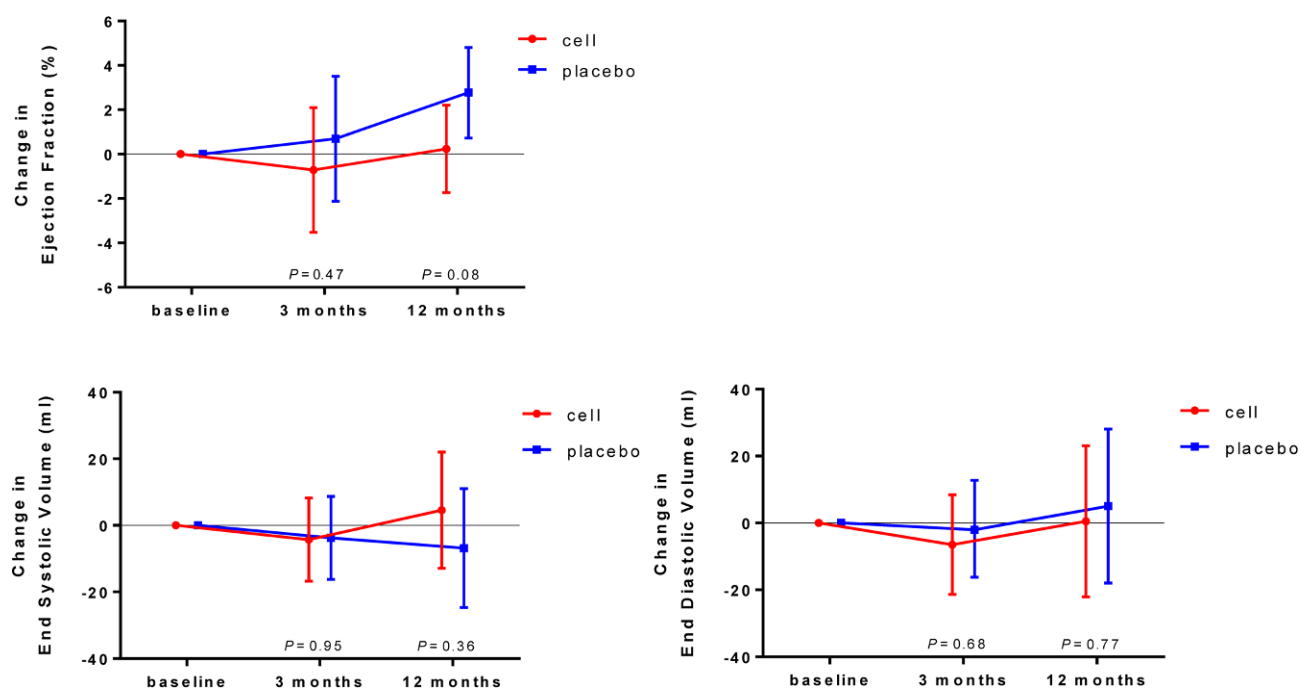 Change in
Ejection Fraction (%)
6
4
2
0
-2
-4
-6
cell
placebo
P=0.47
P=0.08
baseline
3 months
12 months
Change in
End Systolic Volume (ml)
40
20
0
-20
-40
cell
placebo
P=0.95
P=0.36
baseline
3 months
12 months
Change in
End Diastolic Volume (ml)
40
20
0
-20
-40
cell
placebo
P=0.68
P=0.77
baseline
3 months
12 months